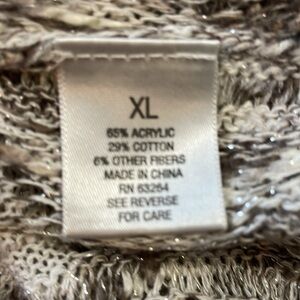 XL
65% ACRYLIC
29% COTTON
6% OTHER FIBERS
MADE IN CHINA
RN 63264
SEE REVERSE
FOR CARE